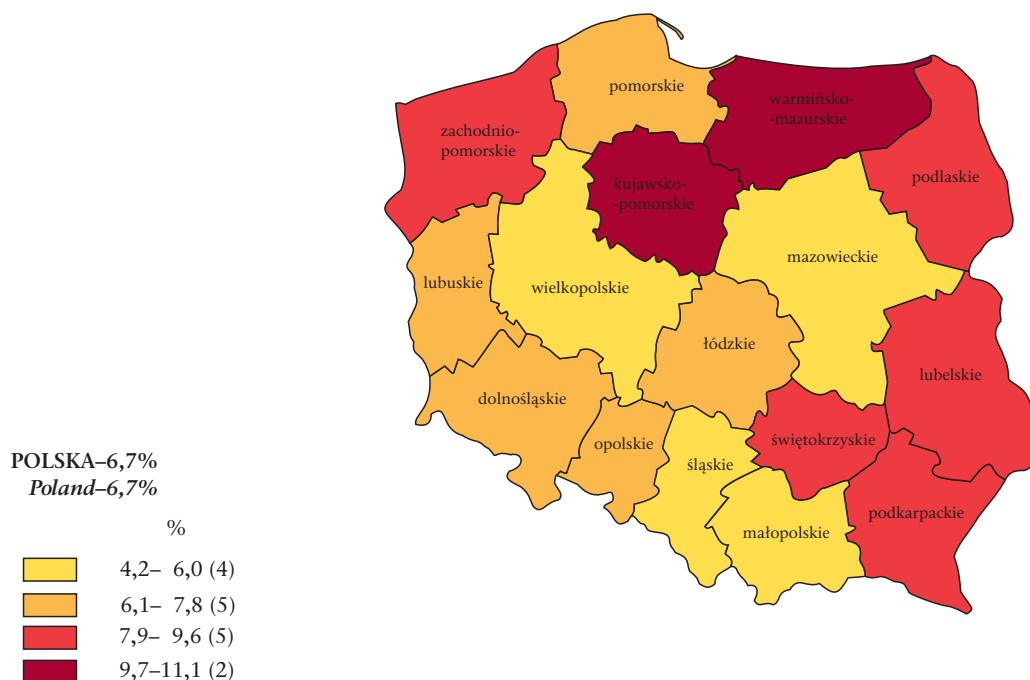 pomorskie
warmińsko-
-mazurskie
zachodnio-
pomorskie
podlaskie
kujawsko-
-pomorskie
mazowieckie
lubuskie
wielkopolskie
łódzkie
lubelskie
dolnośląskie
opolskie
świętokrzyskie
śląskie
podkarpackie
małopolskie
POLSKA–6,7%
Poland–6,7%
%
4,2– 6,0 (4)
6,1– 7,8 (5)
7,9– 9,6 (5)
9,7–11,1 (2)